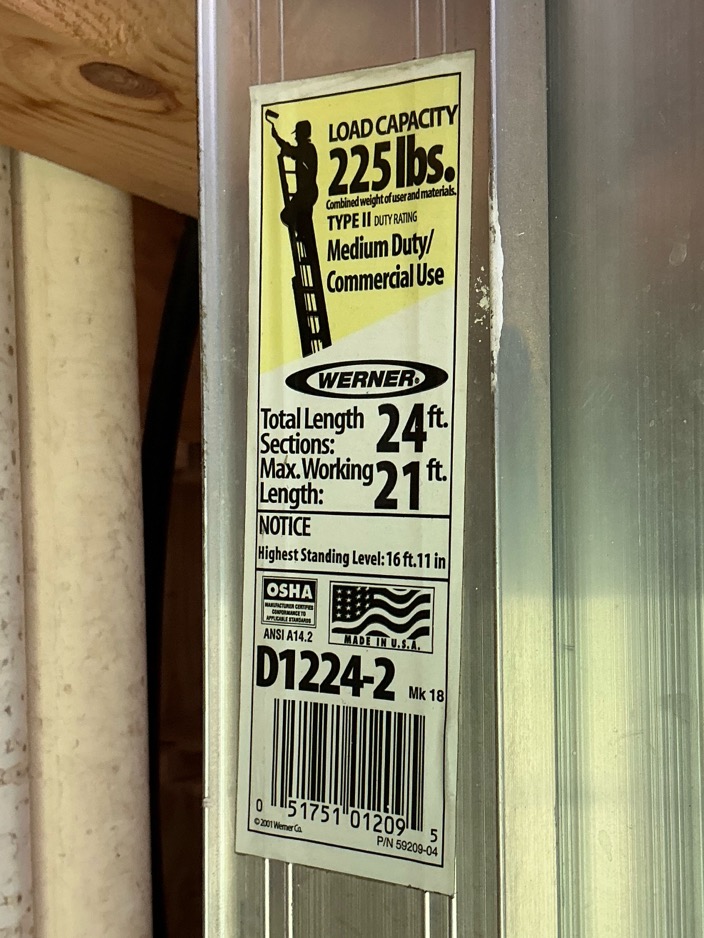 LOAD CAPACITY
225 lbs.
Combined weight of user and materials.
TYPE II DUTY RATING
Medium Duty/
Commercial Use
WERNER®
Total Length
Sections: 24 ft.
Max. Working
Length: 21 ft.
NOTICE
Highest Standing Level: 16 ft. 11 in
OSHA
MANUFACTURER CERTIFIES
CONFORMANCE TO
APPLICABLE STANDARDS
MADE IN U.S.A.
ANSI A14.2
D1224-2 Mk 18
0 51751 01209 5
© 2001 Werner Co.
P/N 59209-04